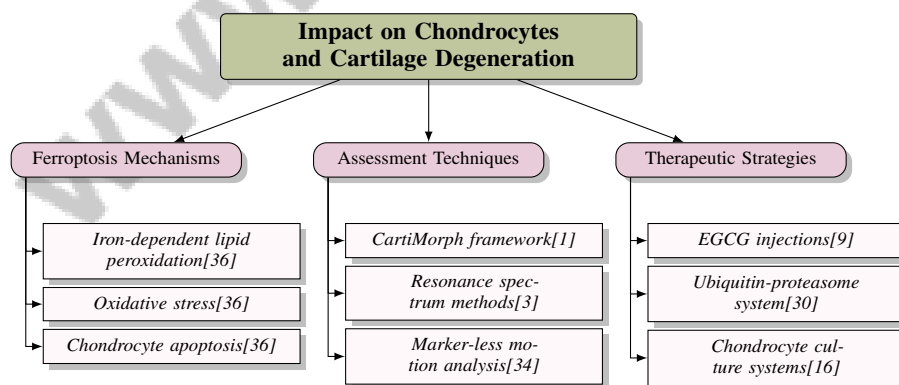 Impact on Chondrocytes
and Cartilage Degeneration
Ferroptosis Mechanisms
Assessment Techniques
Therapeutic Strategies
Iron-dependent lipid
peroxidation[36]
Oxidative stress[36]
Chondrocyte apoptosis[36]
CartiMorph framework[1]
Resonance spec-
trum methods[3]
Marker-less mo-
tion analysis[34]
EGCG injections[9]
Ubiquitin-proteasome
system[30]
Chondrocyte cul-
ture systems[16]
www